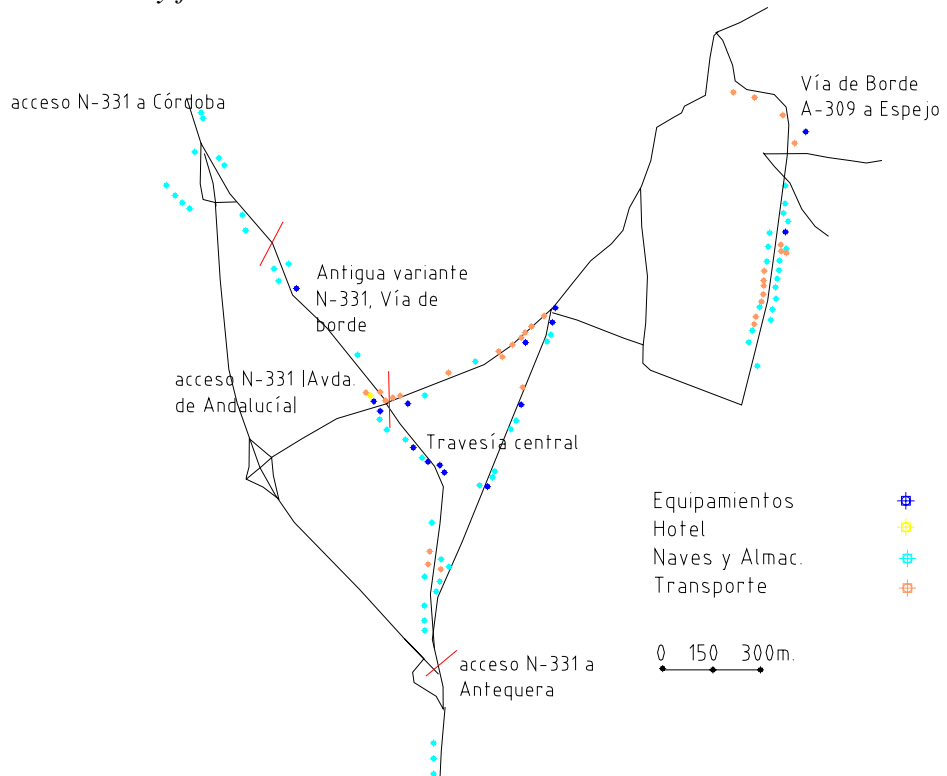 acceso N-331 a Córdoba
Vía de Borde
A-309 a Espejo
Antigua variante
N-331, Vía de
borde
acceso N-331 |Avda.
de Andalucía|
Travesía central
Equipamientos
Hotel
Naves y Almac.
Transporte
0 150 300m.
acceso N-331 a
Antequera